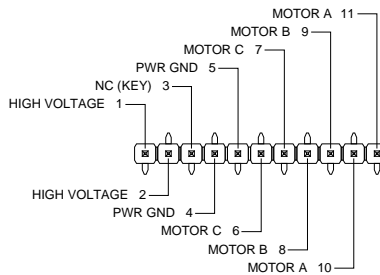 MOTOR A 11
MOTOR B 9
MOTOR C 7
PWR GND 5
NC (KEY) 3
HIGH VOLTAGE 1
HIGH VOLTAGE 2
PWR GND 4
MOTOR C 6
MOTOR B 8
MOTOR A 10